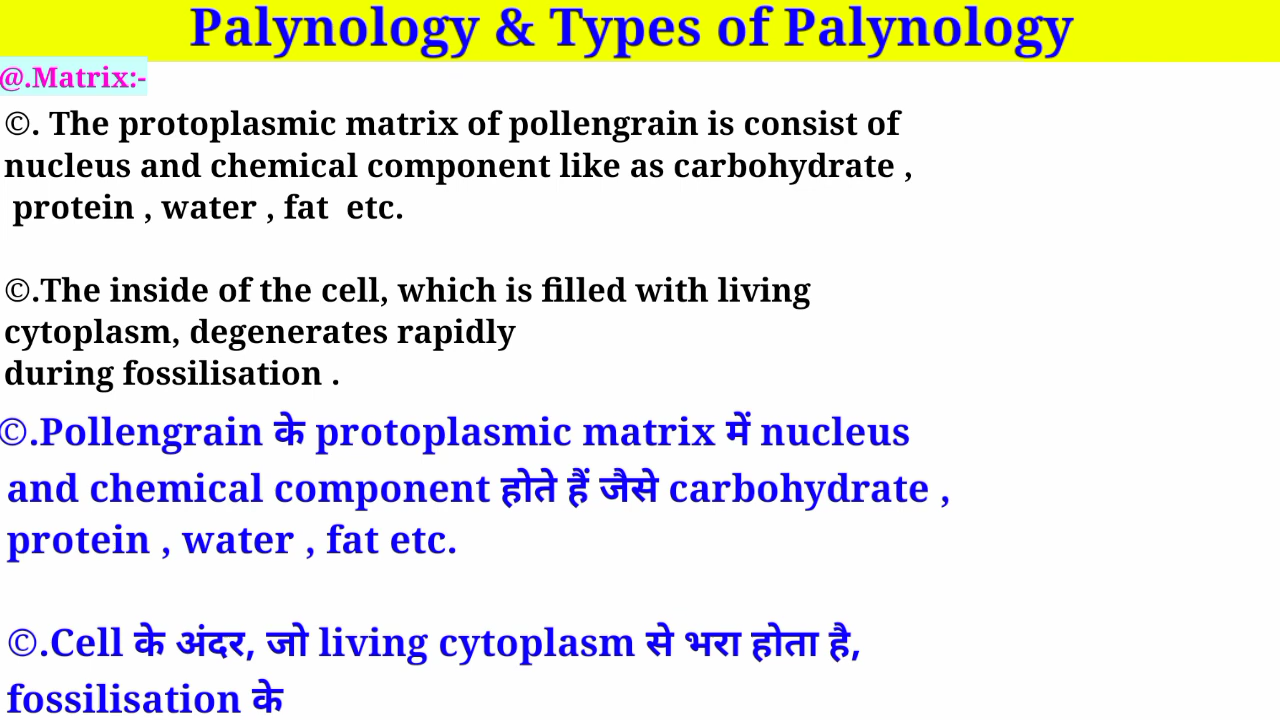 Palynology & Types of Palynology
@.Matrix:-
©. The protoplasmic matrix of pollengrain is consist of
nucleus and chemical component like as carbohydrate ,
protein , water , fat  etc.
©.The inside of the cell, which is filled with living
cytoplasm, degenerates rapidly
during fossilisation .
©.Pollengrain के protoplasmic matrix में nucleus
and chemical component होते हैं जैसे carbohydrate ,
protein , water , fat etc.
©.Cell के अंदर, जो living cytoplasm से भरा होता है,
fossilisation के